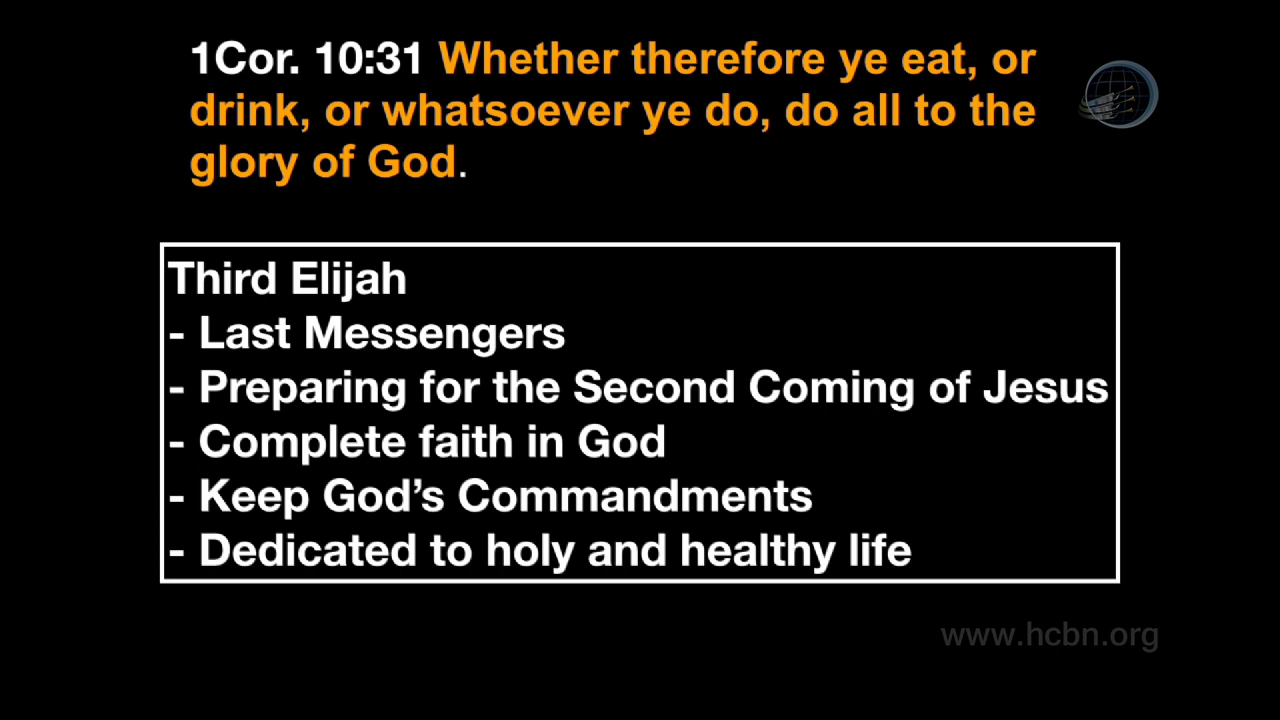 1Cor. 10:31 Whether therefore ye eat, or
drink, or whatsoever ye do, do all to the
glory of God.
Third Elijah
- Last Messengers
- Preparing for the Second Coming of Jesus
- Complete faith in God
- Keep God’s Commandments
- Dedicated to holy and healthy life
www.hcbn.org